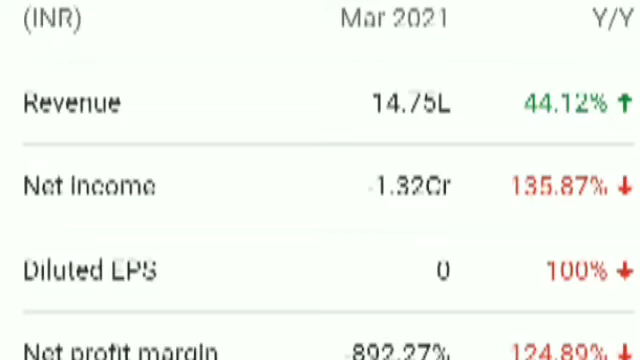 (INR) Mar 2021 Y/Y
Revenue 14.75L 44.12% ↑
Net Income -1.32Cr 135.87% ↓
Diluted EPS 0 100% ↓
Net profit margin -892.27% 124.89% ↓